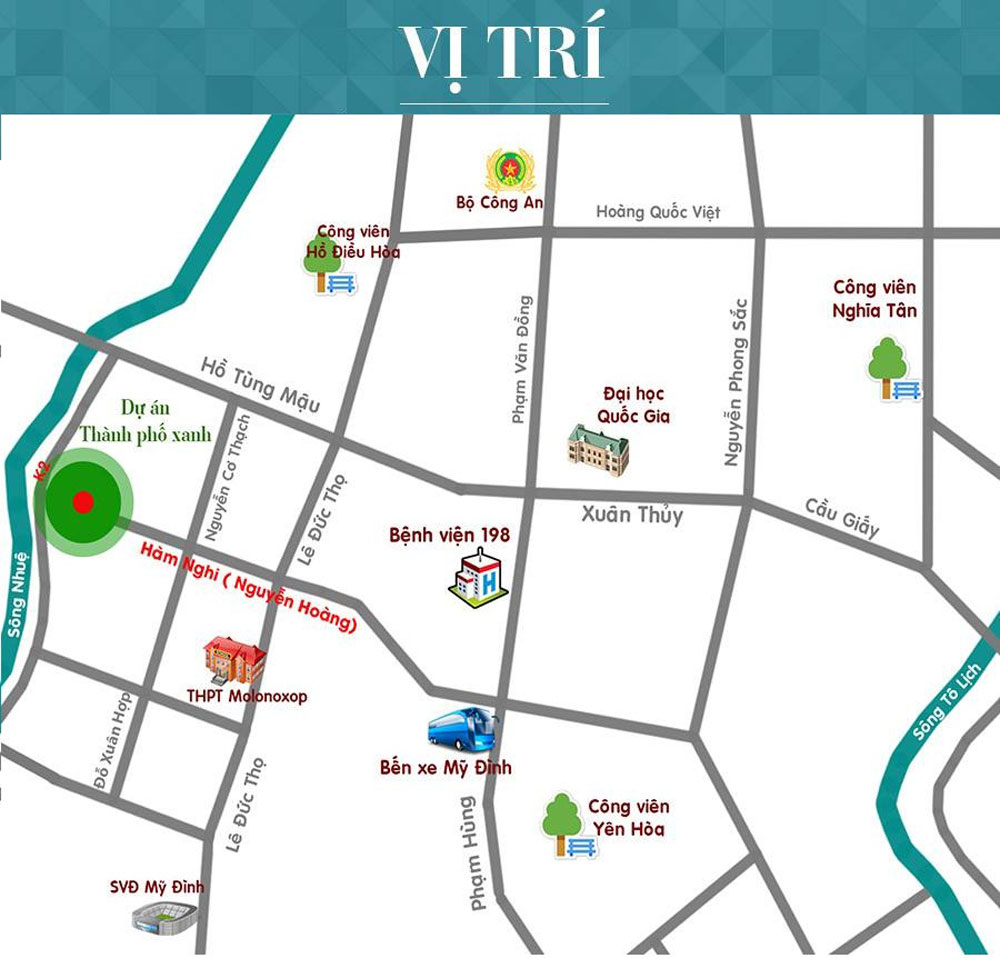 VỊ TRÍ
Bộ Công An
Hoàng Quốc Việt
Công viên
Hồ Điều Hòa
Công viên
Nghĩa Tân
Phạm Văn Đồng
Nguyễn Phong Sắc
Hồ Tùng Mậu
Dự án
Thành phố xanh
Đại học
Quốc Gia
Nguyễn Cơ Thạch
K2
Lê Đức Thọ
Xuân Thủy
Cầu Giấy
Bệnh viện 198
H
Hàm Nghi ( Nguyễn Hoàng)
Sông Nhuệ
THPT Molonoxop
Sông Tô Lịch
Đỗ Xuân Hợp
Bến xe Mỹ Đình
Lê Đức Thọ
Phạm Hùng
Công viên
Yên Hòa
SVĐ Mỹ Đình